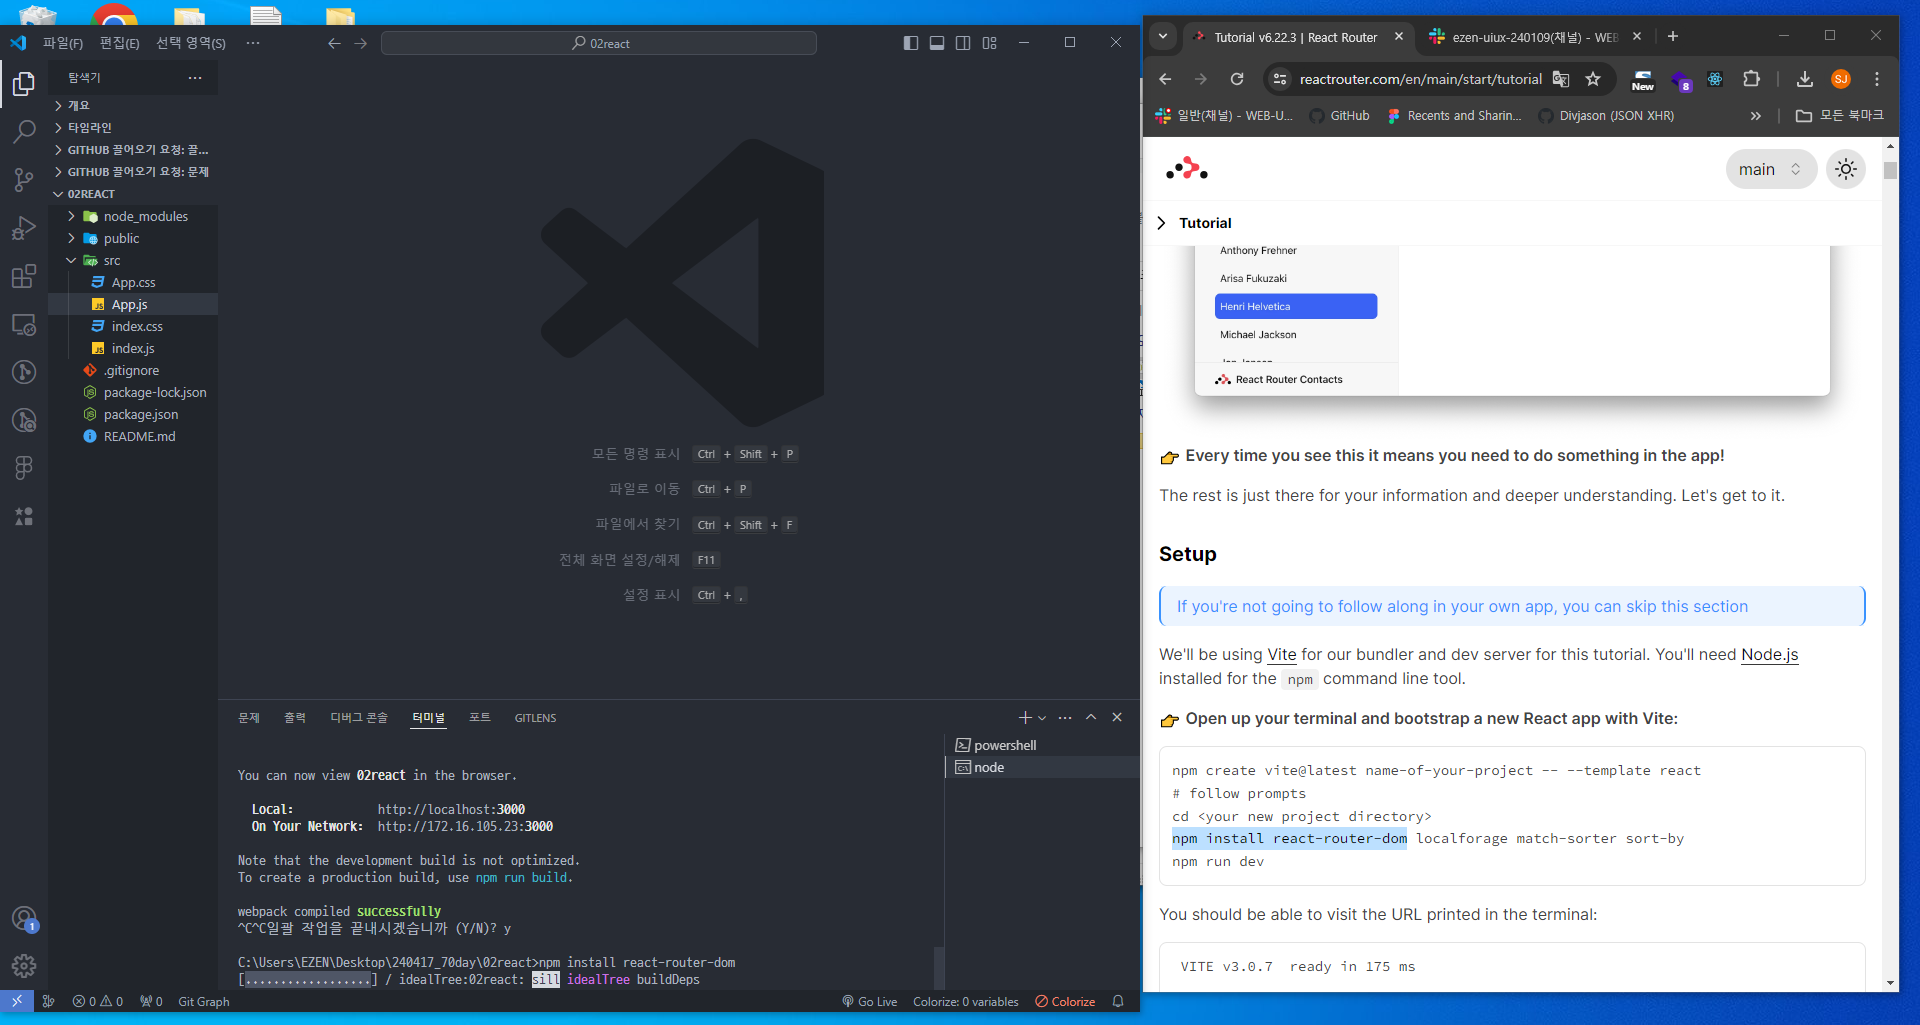 파일(F) 편집(E) 선택 영역(S) ···
02react
탐색기
개요
타임라인
GITHUB 끌어오기 요청: 끌...
GITHUB 끌어오기 요청: 문제
02REACT
node_modules
public
src
App.css
App.js
index.css
index.js
.gitignore
package-lock.json
package.json
README.md
모든 명령 표시 Ctrl + Shift + P
파일로 이동 Ctrl + P
파일에서 찾기 Ctrl + Shift + F
전체 화면 설정/해제 F11
설정 표시 Ctrl + ,
문제 출력 디버그 콘솔 터미널 포트 GITLENS
powershell
node
You can now view 02react in the browser.
Local: http://localhost:3000
On Your Network: http://172.16.105.23:3000
Note that the development build is not optimized.
To create a production build, use npm run build.
webpack compiled successfully
^C^C일괄 작업을 끝내시겠습니까 (Y/N)? y
C:\Users\EZEN\Desktop\240417_70day\02react>npm install react-router-dom
[..................] / idealTree:02react: sill idealTree buildDeps
1
0 0 0 Git Graph Go Live Colorize: 0 variables Colorize
Tutorial v6.22.3 | React Router
ezen-uiux-240109(채널) - WEB
reactrouter.com/en/main/start/tutorial
New 8 SJ
일반(채널) - WEB-U... GitHub Recents and Sharin... Divjason (JSON XHR) » 모든 북마크
main
Tutorial
Anthony Frehner
Arisa Fukuzaki
Henri Helvetica
Michael Jackson
React Router Contacts
👉 Every time you see this it means you need to do something in the app!
The rest is just there for your information and deeper understanding. Let's get to it.
Setup
If you're not going to follow along in your own app, you can skip this section
We'll be using Vite for our bundler and dev server for this tutorial. You'll need Node.js
installed for the npm command line tool.
👉 Open up your terminal and bootstrap a new React app with Vite:
npm create vite@latest name-of-your-project -- --template react
# follow prompts
cd <your new project directory>
npm install react-router-dom localforage match-sorter sort-by
npm run dev
You should be able to visit the URL printed in the terminal:
VITE v3.0.7 ready in 175 ms